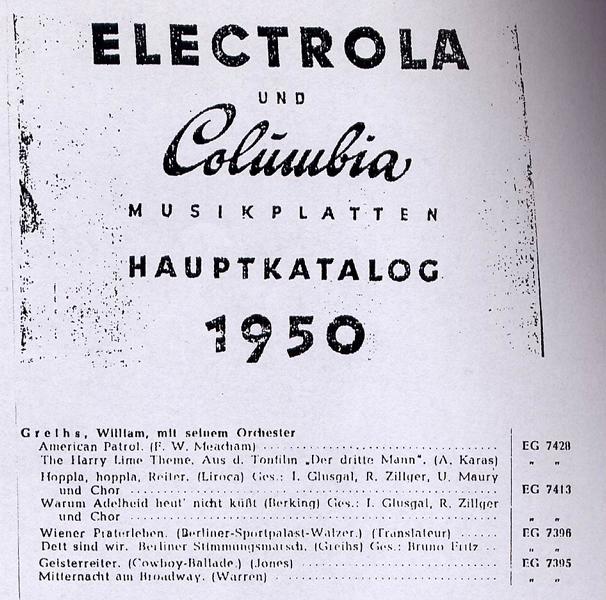 ELECTROLA
UND
Columbia
MUSIKPLATTEN
HAUPTKATALOG
1950
Greihs, William, mit seinem Orchester
American Patrol. (F. W. Meacham) EG 7428
The Harry Lime Theme. Aus d. Tonfilm „Der dritte Mann". (A. Karas) " "
Hoppla, hoppla, Reiter. (Liroca) Ges.: I. Glusgal, R. Zillger, U. Maury
und Chor EG 7413
Warum Adelheid heut' nicht küßt (Berking) Ges.: I. Glusgal, R. Zillger
und Chor " "
Wiener Praterleben. (Berliner-Sportpalast-Walzer.) (Translateur) EG 7396
Dett sind wir. Berliner Stimmungsmarsch. (Greihs) Ges.: Bruno Fritz " "
Geisterreiter. (Cowboy-Ballade.) (Jones) EG 7395
Mitternacht am Broadway. (Warren) " "